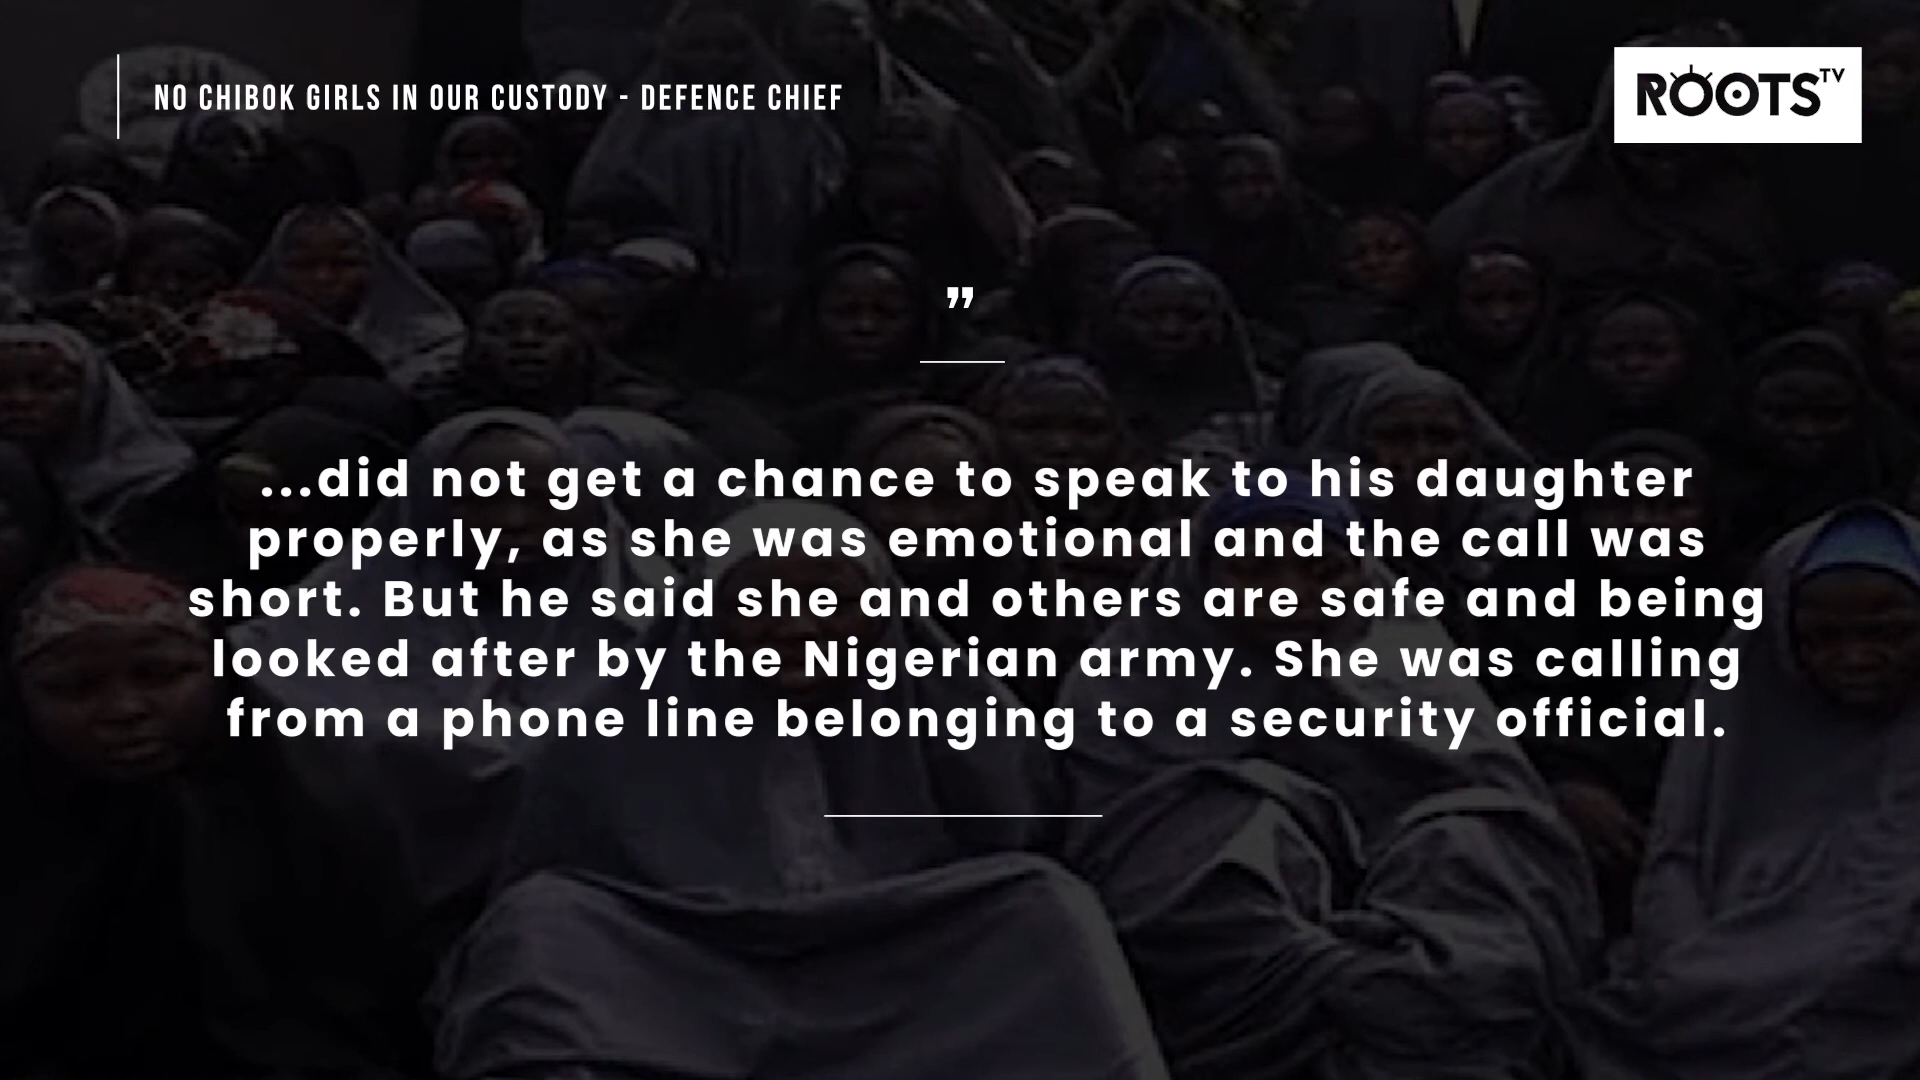 NO CHIBOK GIRLS IN OUR CUSTODY - DEFENCE CHIEF
ROOTS TV
”
...did not get a chance to speak to his daughter
properly, as she was emotional and the call was
short. But he said she and others are safe and being
looked after by the Nigerian army. She was calling
from a phone line belonging to a security official.